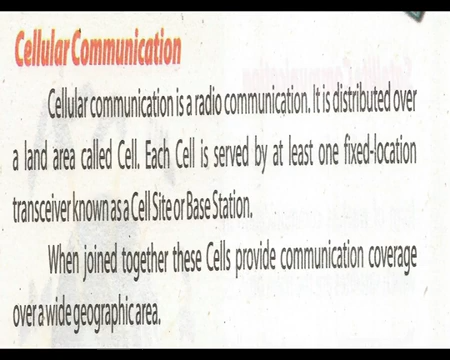 Cellular Communication
Cellular communication is a radio communication. It is distributed over
a land area called Cell. Each Cell is served by at least one fixed-location
transceiver known as a Cell Site or Base Station.
When joined together these Cells provide communication coverage
over a wide geographic area.